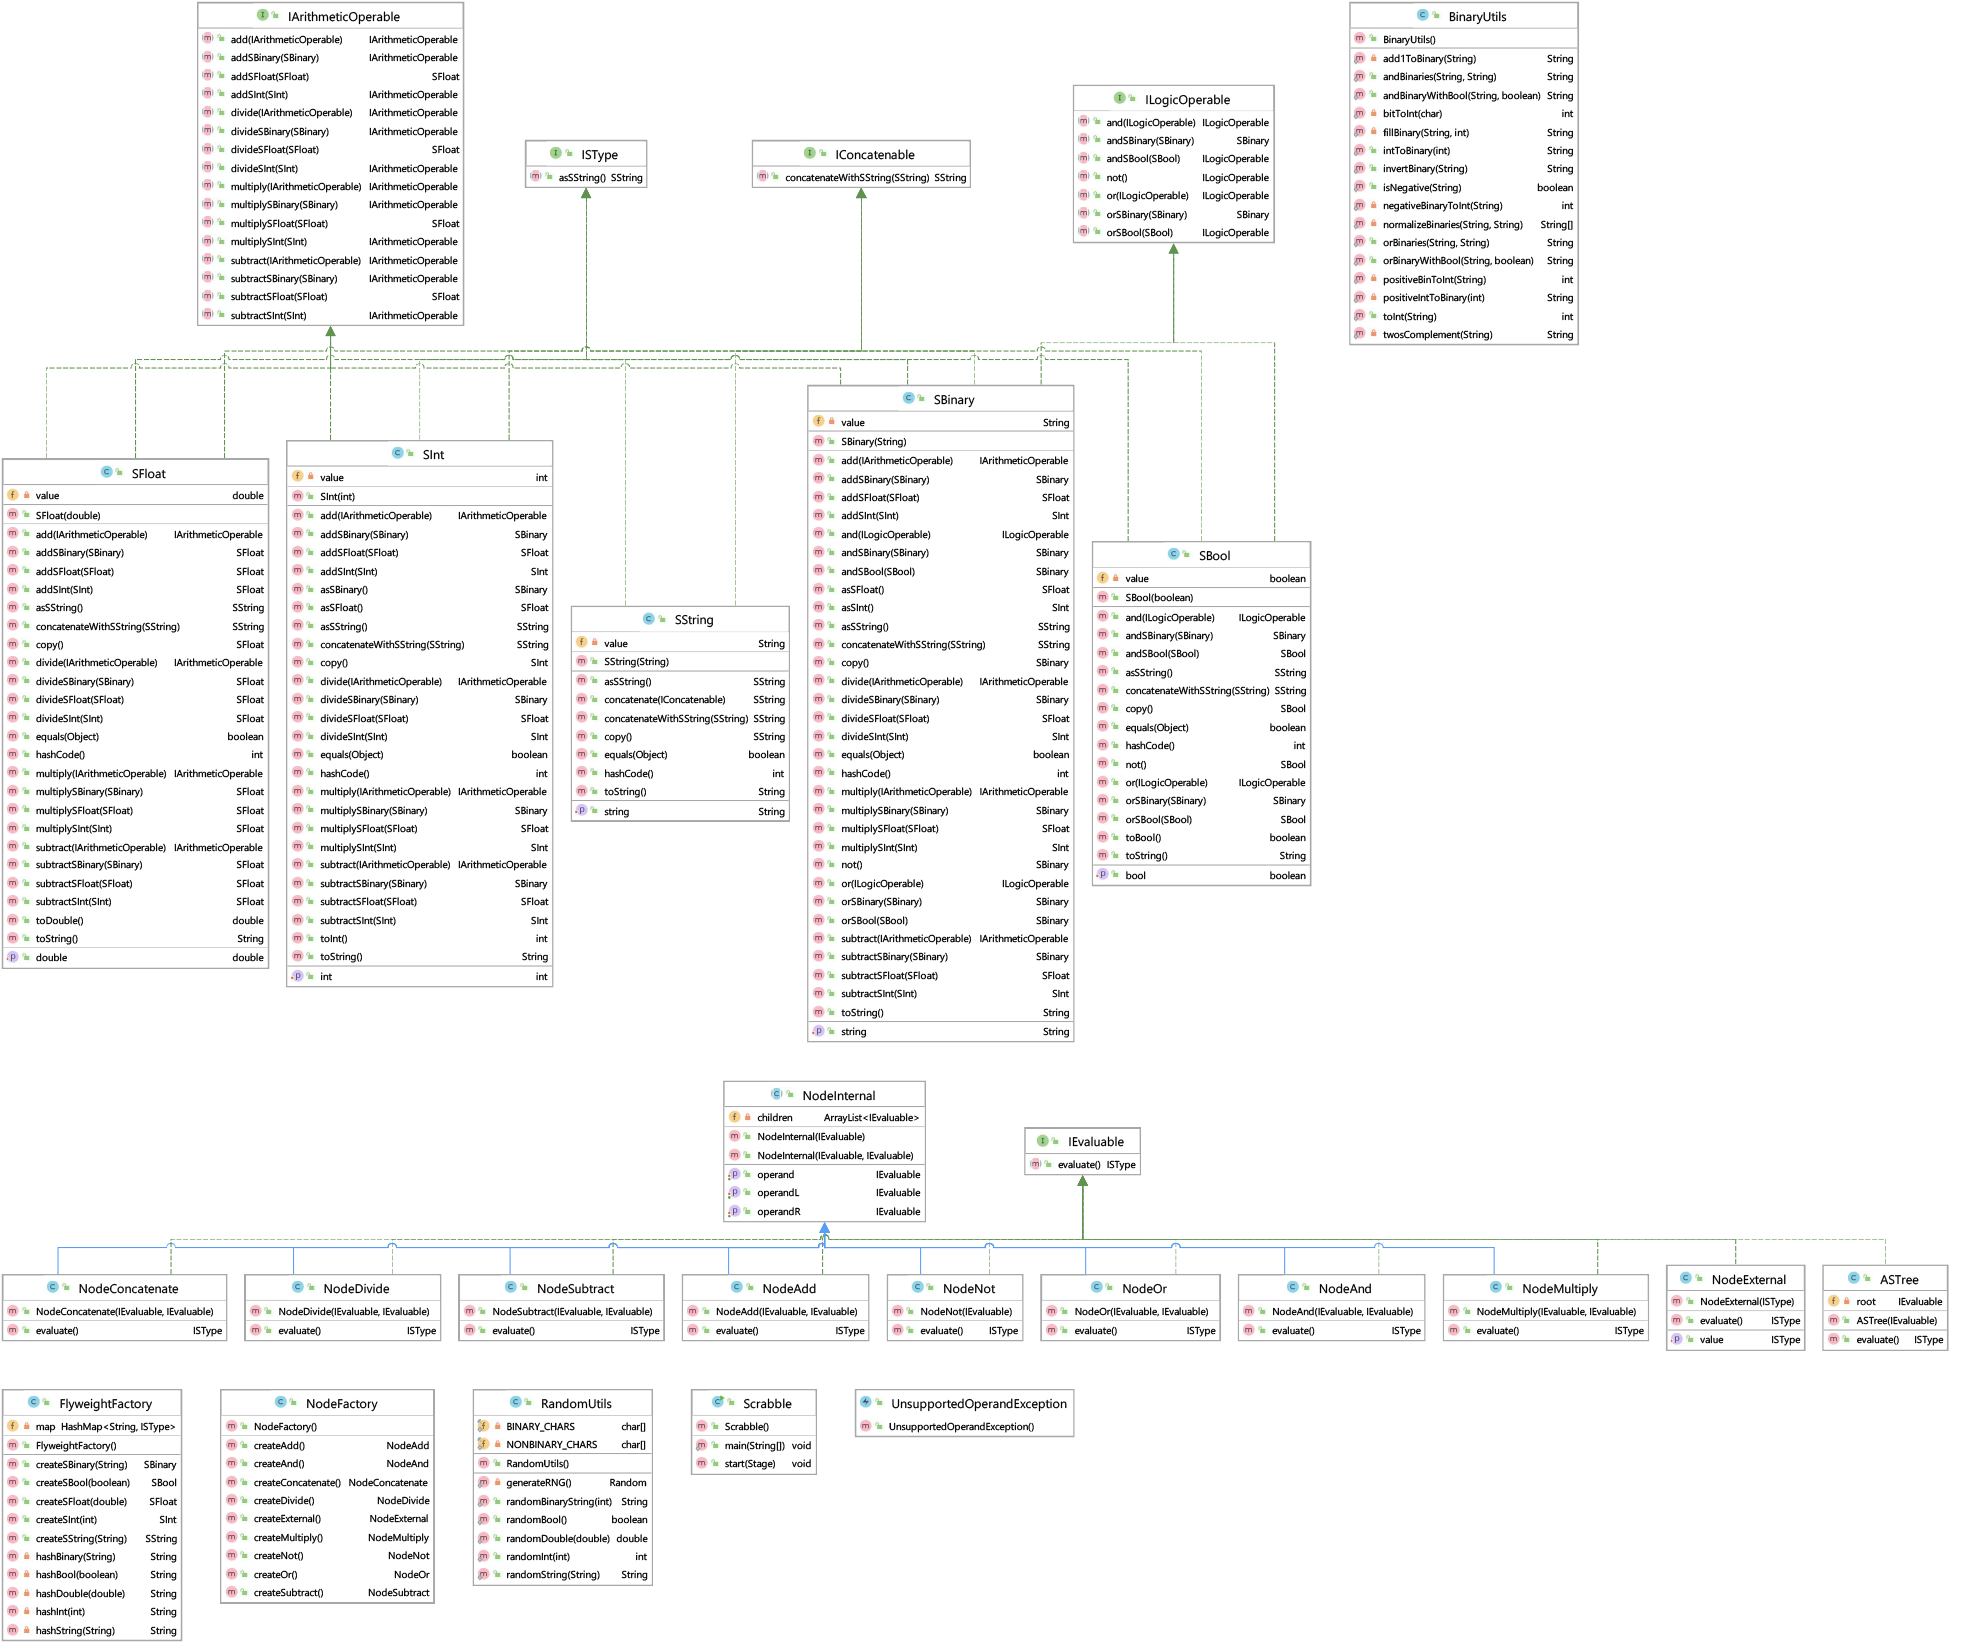 IArithmeticOperable
add(IArithmeticOperable) IArithmeticOperable
addSBinary(SBinary) IArithmeticOperable
addSFloat(SFloat) SFloat
addSInt(SInt) IArithmeticOperable
divide(IArithmeticOperable) IArithmeticOperable
divideSBinary(SBinary) IArithmeticOperable
divideSFloat(SFloat) SFloat
divideSInt(SInt) IArithmeticOperable
multiply(IArithmeticOperable) IArithmeticOperable
multiplySBinary(SBinary) IArithmeticOperable
multiplySFloat(SFloat) SFloat
multiplySInt(SInt) IArithmeticOperable
subtract(IArithmeticOperable) IArithmeticOperable
subtractSBinary(SBinary) IArithmeticOperable
subtractSFloat(SFloat) SFloat
subtractSInt(SInt) IArithmeticOperable
ISType
asSString() SString
IConcatenable
concatenateWithSString(SString) SString
ILogicOperable
and(ILogicOperable) ILogicOperable
andSBinary(SBinary) SBinary
andSBool(SBool) ILogicOperable
not() ILogicOperable
or(ILogicOperable) ILogicOperable
orSBinary(SBinary) SBinary
orSBool(SBool) ILogicOperable
BinaryUtils
BinaryUtils()
add1ToBinary(String) String
andBinaries(String, String) String
andBinaryWithBool(String, boolean) String
bitToInt(char) int
fillBinary(String, int) String
intToBinary(int) String
invertBinary(String) String
isNegative(String) boolean
negativeBinaryToInt(String) int
normalizeBinaries(String, String) String[]
orBinaries(String, String) String
orBinaryWithBool(String, boolean) String
positiveBinToInt(String) int
positiveIntToBinary(int) String
toInt(String) int
twosComplement(String) String
SFloat
value double
SFloat(double)
add(IArithmeticOperable) IArithmeticOperable
addSBinary(SBinary) SFloat
addSFloat(SFloat) SFloat
addSInt(SInt) SFloat
asSString() SString
concatenateWithSString(SString) SString
copy() SFloat
divide(IArithmeticOperable) IArithmeticOperable
divideSBinary(SBinary) SFloat
divideSFloat(SFloat) SFloat
divideSInt(SInt) SFloat
equals(Object) boolean
hashCode() int
multiply(IArithmeticOperable) IArithmeticOperable
multiplySBinary(SBinary) SFloat
multiplySFloat(SFloat) SFloat
multiplySInt(SInt) SFloat
subtract(IArithmeticOperable) IArithmeticOperable
subtractSBinary(SBinary) SFloat
subtractSFloat(SFloat) SFloat
subtractSInt(SInt) SFloat
toDouble() double
toString() String
double double
SInt
value int
SInt(int)
add(IArithmeticOperable) IArithmeticOperable
addSBinary(SBinary) SBinary
addSFloat(SFloat) SFloat
addSInt(SInt) SInt
asSBinary() SBinary
asSFloat() SFloat
asSString() SString
concatenateWithSString(SString) SString
copy() SInt
divide(IArithmeticOperable) IArithmeticOperable
divideSBinary(SBinary) SBinary
divideSFloat(SFloat) SFloat
divideSInt(SInt) SInt
equals(Object) boolean
hashCode() int
multiply(IArithmeticOperable) IArithmeticOperable
multiplySBinary(SBinary) SBinary
multiplySFloat(SFloat) SFloat
multiplySInt(SInt) SInt
subtract(IArithmeticOperable) IArithmeticOperable
subtractSBinary(SBinary) SBinary
subtractSFloat(SFloat) SFloat
subtractSInt(SInt) SInt
toInt() int
toString() String
int int
SString
value String
SString(String)
asSString() SString
concatenate(IConcatenable) SString
concatenateWithSString(SString) SString
copy() SString
equals(Object) boolean
hashCode() int
toString() String
string String
SBinary
value String
SBinary(String)
add(IArithmeticOperable) IArithmeticOperable
addSBinary(SBinary) SBinary
addSFloat(SFloat) SFloat
addSInt(SInt) SInt
and(ILogicOperable) ILogicOperable
andSBinary(SBinary) SBinary
andSBool(SBool) SBinary
asSFloat() SFloat
asSInt() SInt
asSString() SString
concatenateWithSString(SString) SString
copy() SBinary
divide(IArithmeticOperable) IArithmeticOperable
divideSBinary(SBinary) SBinary
divideSFloat(SFloat) SFloat
divideSInt(SInt) SInt
equals(Object) boolean
hashCode() int
multiply(IArithmeticOperable) IArithmeticOperable
multiplySBinary(SBinary) SBinary
multiplySFloat(SFloat) SFloat
multiplySInt(SInt) SInt
not() SBinary
or(ILogicOperable) ILogicOperable
orSBinary(SBinary) SBinary
orSBool(SBool) SBinary
subtract(IArithmeticOperable) IArithmeticOperable
subtractSBinary(SBinary) SBinary
subtractSFloat(SFloat) SFloat
subtractSInt(SInt) SInt
toString() String
string String
SBool
value boolean
SBool(boolean)
and(ILogicOperable) ILogicOperable
andSBinary(SBinary) SBinary
andSBool(SBool) SBool
asSString() SString
concatenateWithSString(SString) SString
copy() SBool
equals(Object) boolean
hashCode() int
not() SBool
or(ILogicOperable) ILogicOperable
orSBinary(SBinary) SBinary
orSBool(SBool) SBool
toBool() boolean
toString() String
bool boolean
NodeInternal
children ArrayList<IEvaluable>
NodeInternal(IEvaluable)
NodeInternal(IEvaluable, IEvaluable)
operand IEvaluable
operandL IEvaluable
operandR IEvaluable
IEvaluable
evaluate() ISType
NodeConcatenate
NodeConcatenate(IEvaluable, IEvaluable)
evaluate() ISType
NodeDivide
NodeDivide(IEvaluable, IEvaluable)
evaluate() ISType
NodeSubtract
NodeSubtract(IEvaluable, IEvaluable)
evaluate() ISType
NodeAdd
NodeAdd(IEvaluable, IEvaluable)
evaluate() ISType
NodeNot
NodeNot(IEvaluable)
evaluate() ISType
NodeOr
NodeOr(IEvaluable, IEvaluable)
evaluate() ISType
NodeAnd
NodeAnd(IEvaluable, IEvaluable)
evaluate() ISType
NodeMultiply
NodeMultiply(IEvaluable, IEvaluable)
evaluate() ISType
NodeExternal
NodeExternal(ISType)
evaluate() ISType
value ISType
ASTree
root IEvaluable
ASTree(IEvaluable)
evaluate() ISType
FlyweightFactory
map HashMap<String, ISType>
FlyweightFactory()
createSBinary(String) SBinary
createSBool(boolean) SBool
createSFloat(double) SFloat
createSInt(int) SInt
createSString(String) SString
hashBinary(String) String
hashBool(boolean) String
hashDouble(double) String
hashInt(int) String
hashString(String) String
NodeFactory
NodeFactory()
createAdd() NodeAdd
createAnd() NodeAnd
createConcatenate() NodeConcatenate
createDivide() NodeDivide
createExternal() NodeExternal
createMultiply() NodeMultiply
createNot() NodeNot
createOr() NodeOr
createSubtract() NodeSubtract
RandomUtils
BINARY_CHARS char[]
NONBINARY_CHARS char[]
RandomUtils()
generateRNG() Random
randomBinaryString(int) String
randomBool() boolean
randomDouble(double) double
randomInt(int) int
randomString(String) String
Scrabble
Scrabble()
main(String[]) void
start(Stage) void
UnsupportedOperandException
UnsupportedOperandException()